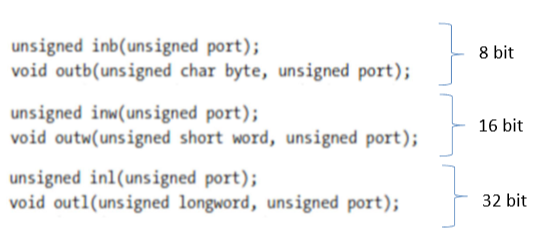 unsigned inb(unsigned port);
void outb(unsigned char byte, unsigned port);
8 bit
unsigned inw(unsigned port);
void outw(unsigned short word, unsigned port);
16 bit
unsigned inl(unsigned port);
void outl(unsigned longword, unsigned port);
32 bit